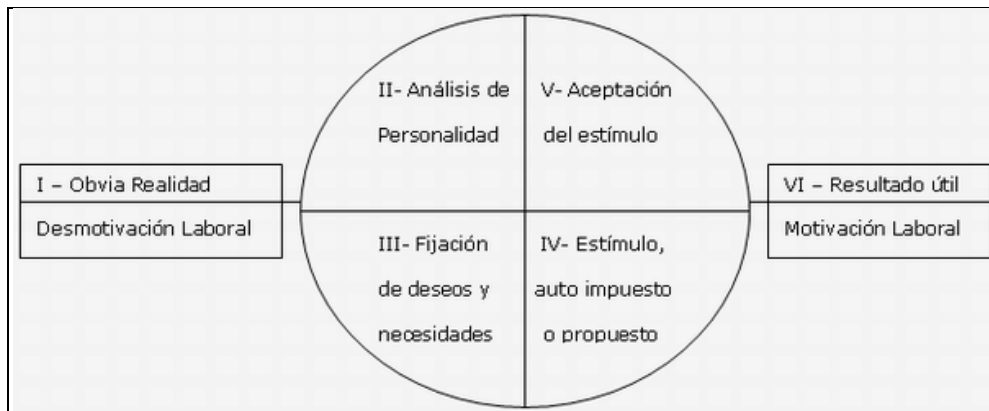 I – Obvia Realidad
Desmotivación Laboral
II- Análisis de
Personalidad
III- Fijación
de deseos y
necesidades
IV- Estímulo,
auto impuesto
o propuesto
V- Aceptación
del estímulo
VI – Resultado útil
Motivación Laboral